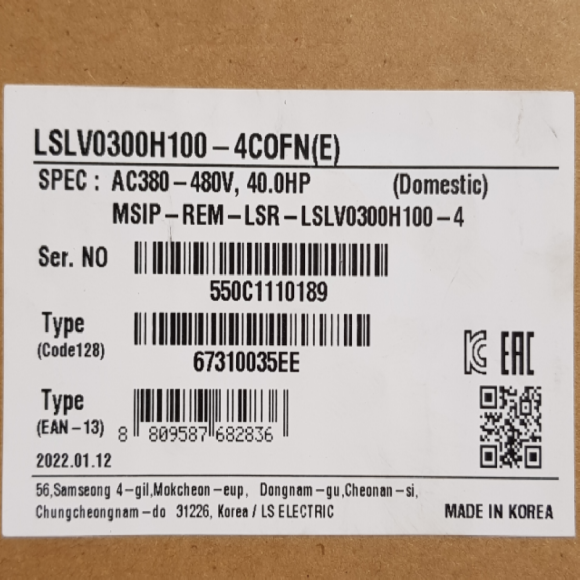 LSLV0300H100-4COFN(E)
SPEC : AC380-480V, 40.0HP (Domestic)
MSIP-REM-LSR-LSLV0300H100-4
Ser. NO
550C1110189
Type
(Code128)
67310035EE
EAC
Type
(EAN-13)
8 809587 682836
2022.01.12
56,Samseong 4-gil,Mokcheon-eup, Dongnam-gu,Cheonan-si,
Chungcheongnam-do 31226, Korea / LS ELECTRIC
MADE IN KOREA